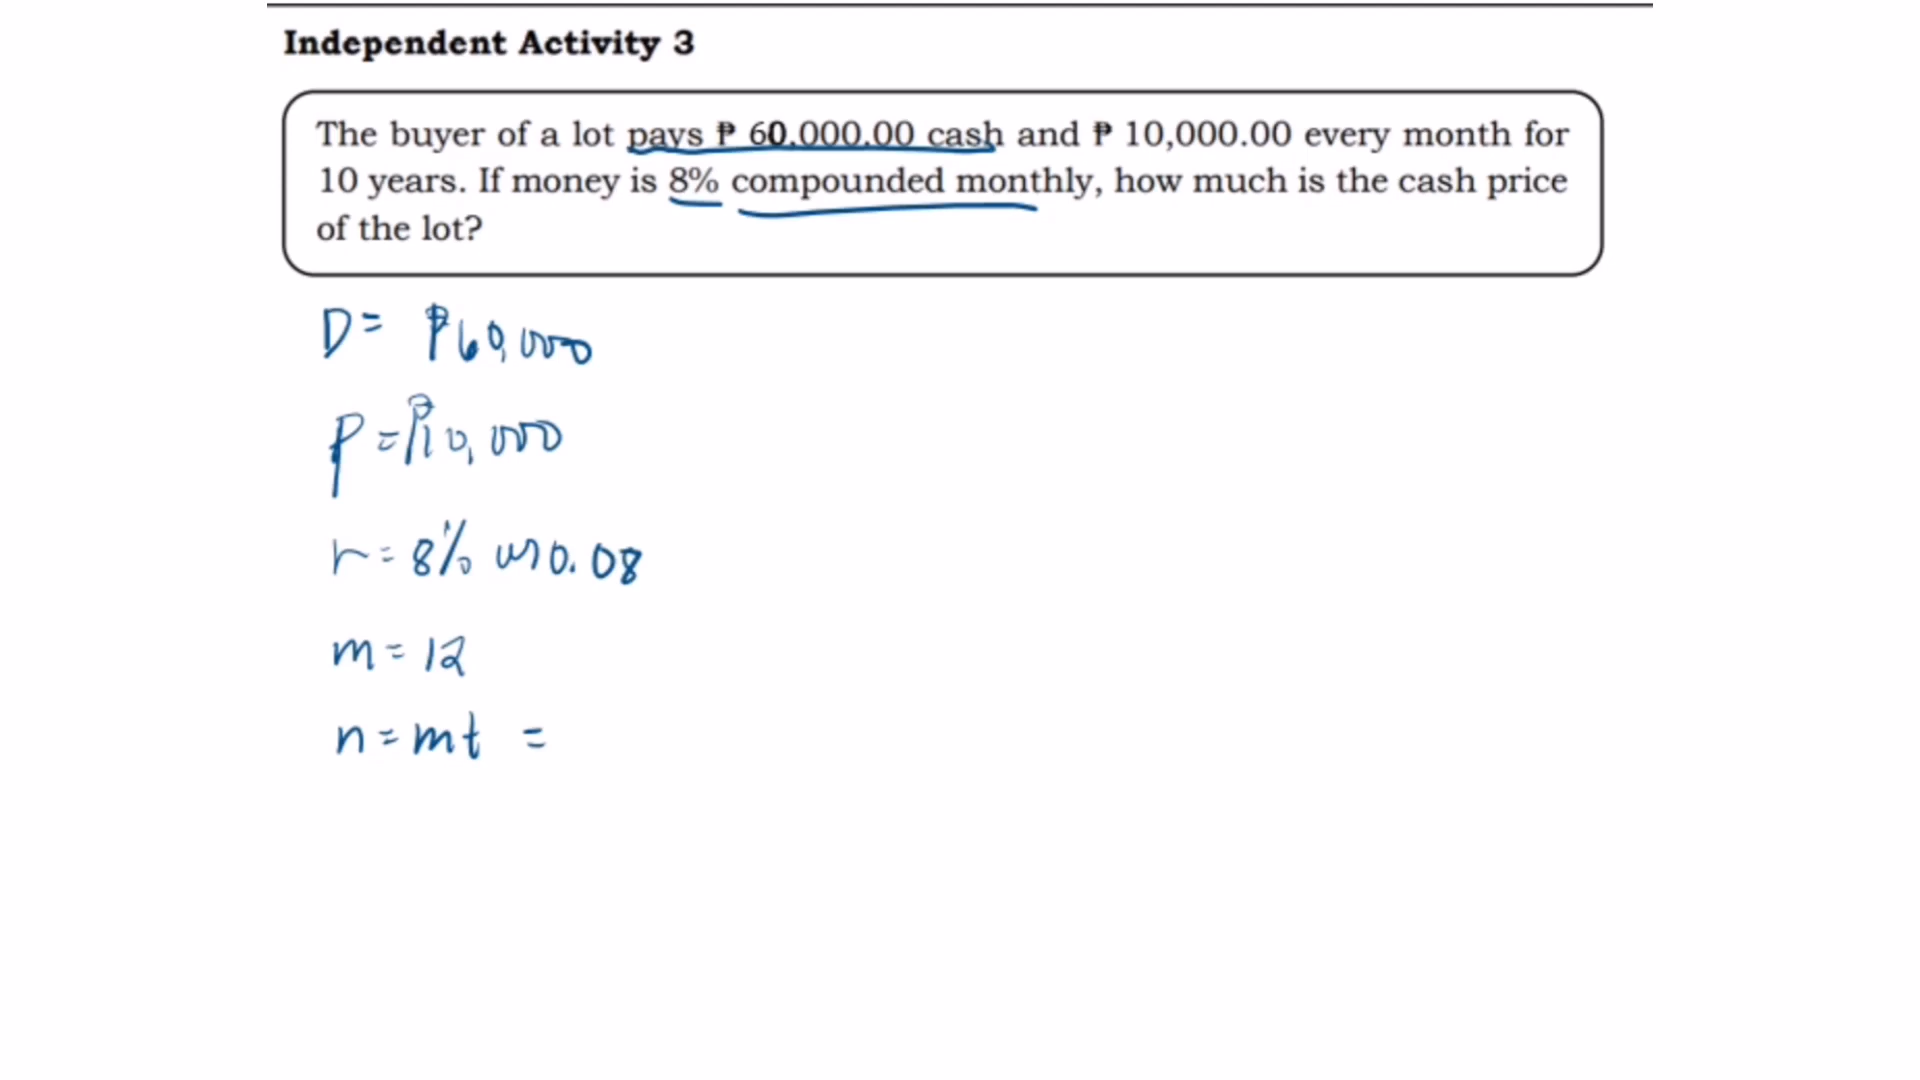 Independent Activity 3
The buyer of a lot pays ₱ 60,000.00 cash and ₱ 10,000.00 every month for
10 years. If money is 8% compounded monthly, how much is the cash price
of the lot?
D = ₱60,000
P = ₱10,000
r = 8% or 0.08
m = 12
n = mt =